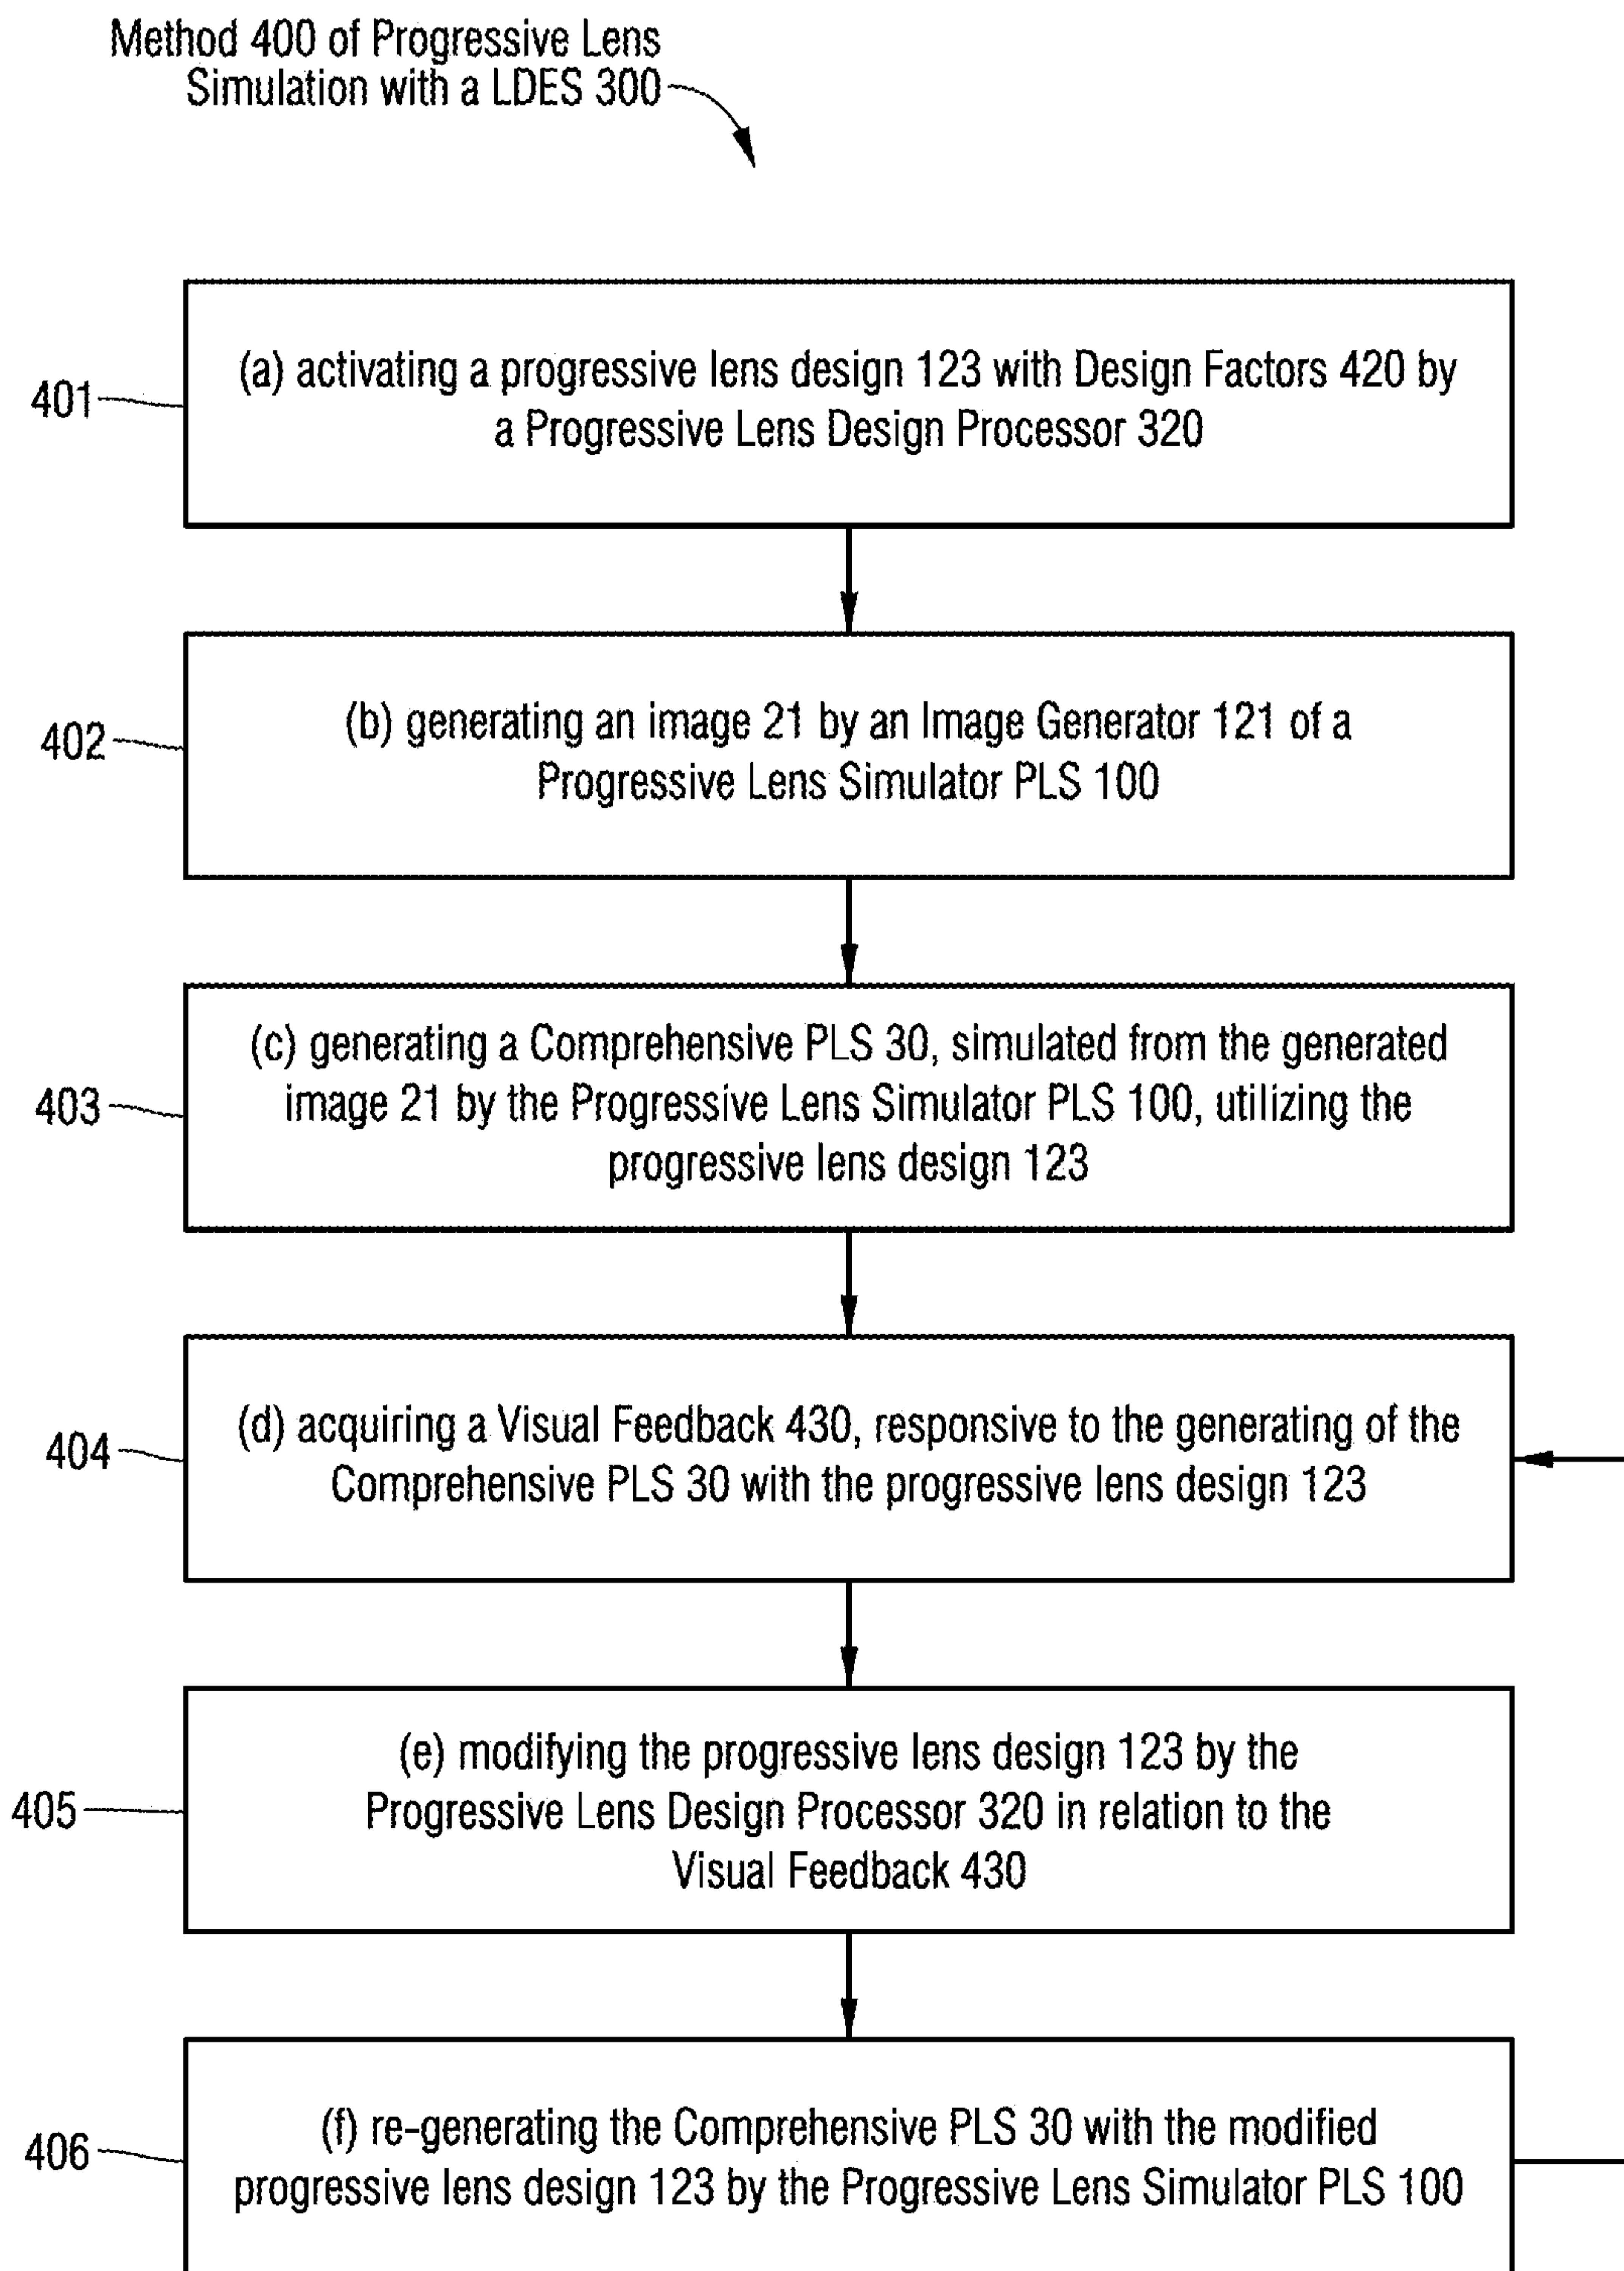 Method 400 of Progressive Lens
Simulation with a LDES 300
401
(a) activating a progressive lens design 123 with Design Factors 420 by
a Progressive Lens Design Processor 320
402
(b) generating an image 21 by an Image Generator 121 of a
Progressive Lens Simulator PLS 100
403
(c) generating a Comprehensive PLS 30, simulated from the generated
image 21 by the Progressive Lens Simulator PLS 100, utilizing the
progressive lens design 123
404
(d) acquiring a Visual Feedback 430, responsive to the generating of the
Comprehensive PLS 30 with the progressive lens design 123
405
(e) modifying the progressive lens design 123 by the
Progressive Lens Design Processor 320 in relation to the
Visual Feedback 430
406
(f) re-generating the Comprehensive PLS 30 with the modified
progressive lens design 123 by the Progressive Lens Simulator PLS 100